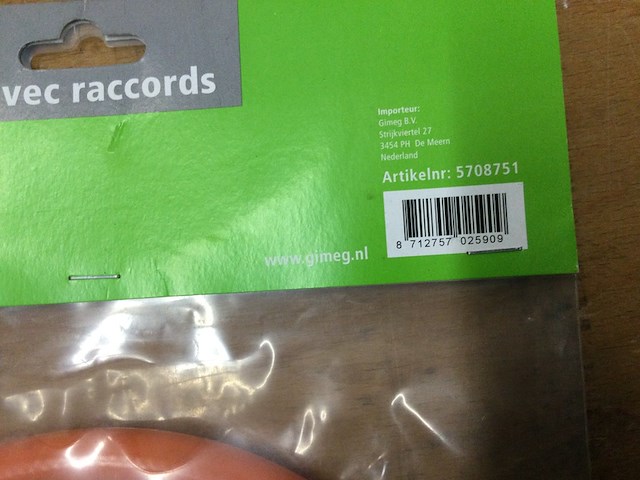 vec raccords
Importeur:
Gimeg B.V.
Strijkviertel 27
3454 PH De Meern
Nederland
Artikelnr: 5708751
8 712757 025909
www.gimeg.nl